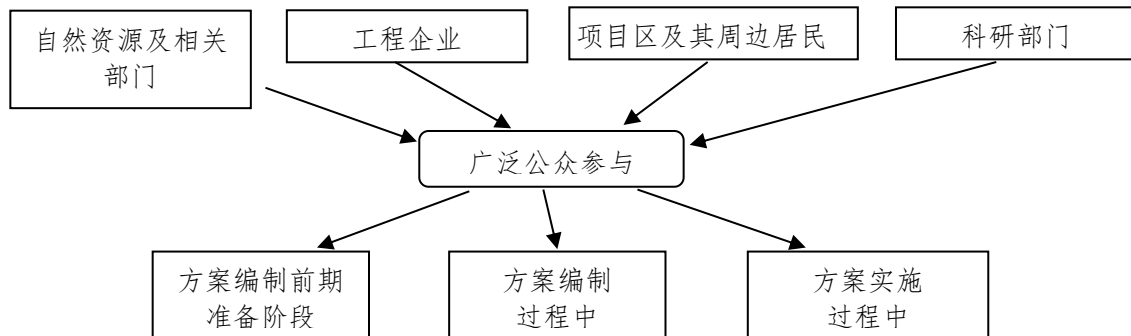 自然资源及相关
部门
工程企业
项目区及其周边居民
科研部门
广泛公众参与
方案编制前期
准备阶段
方案编制
过程中
方案实施
过程中